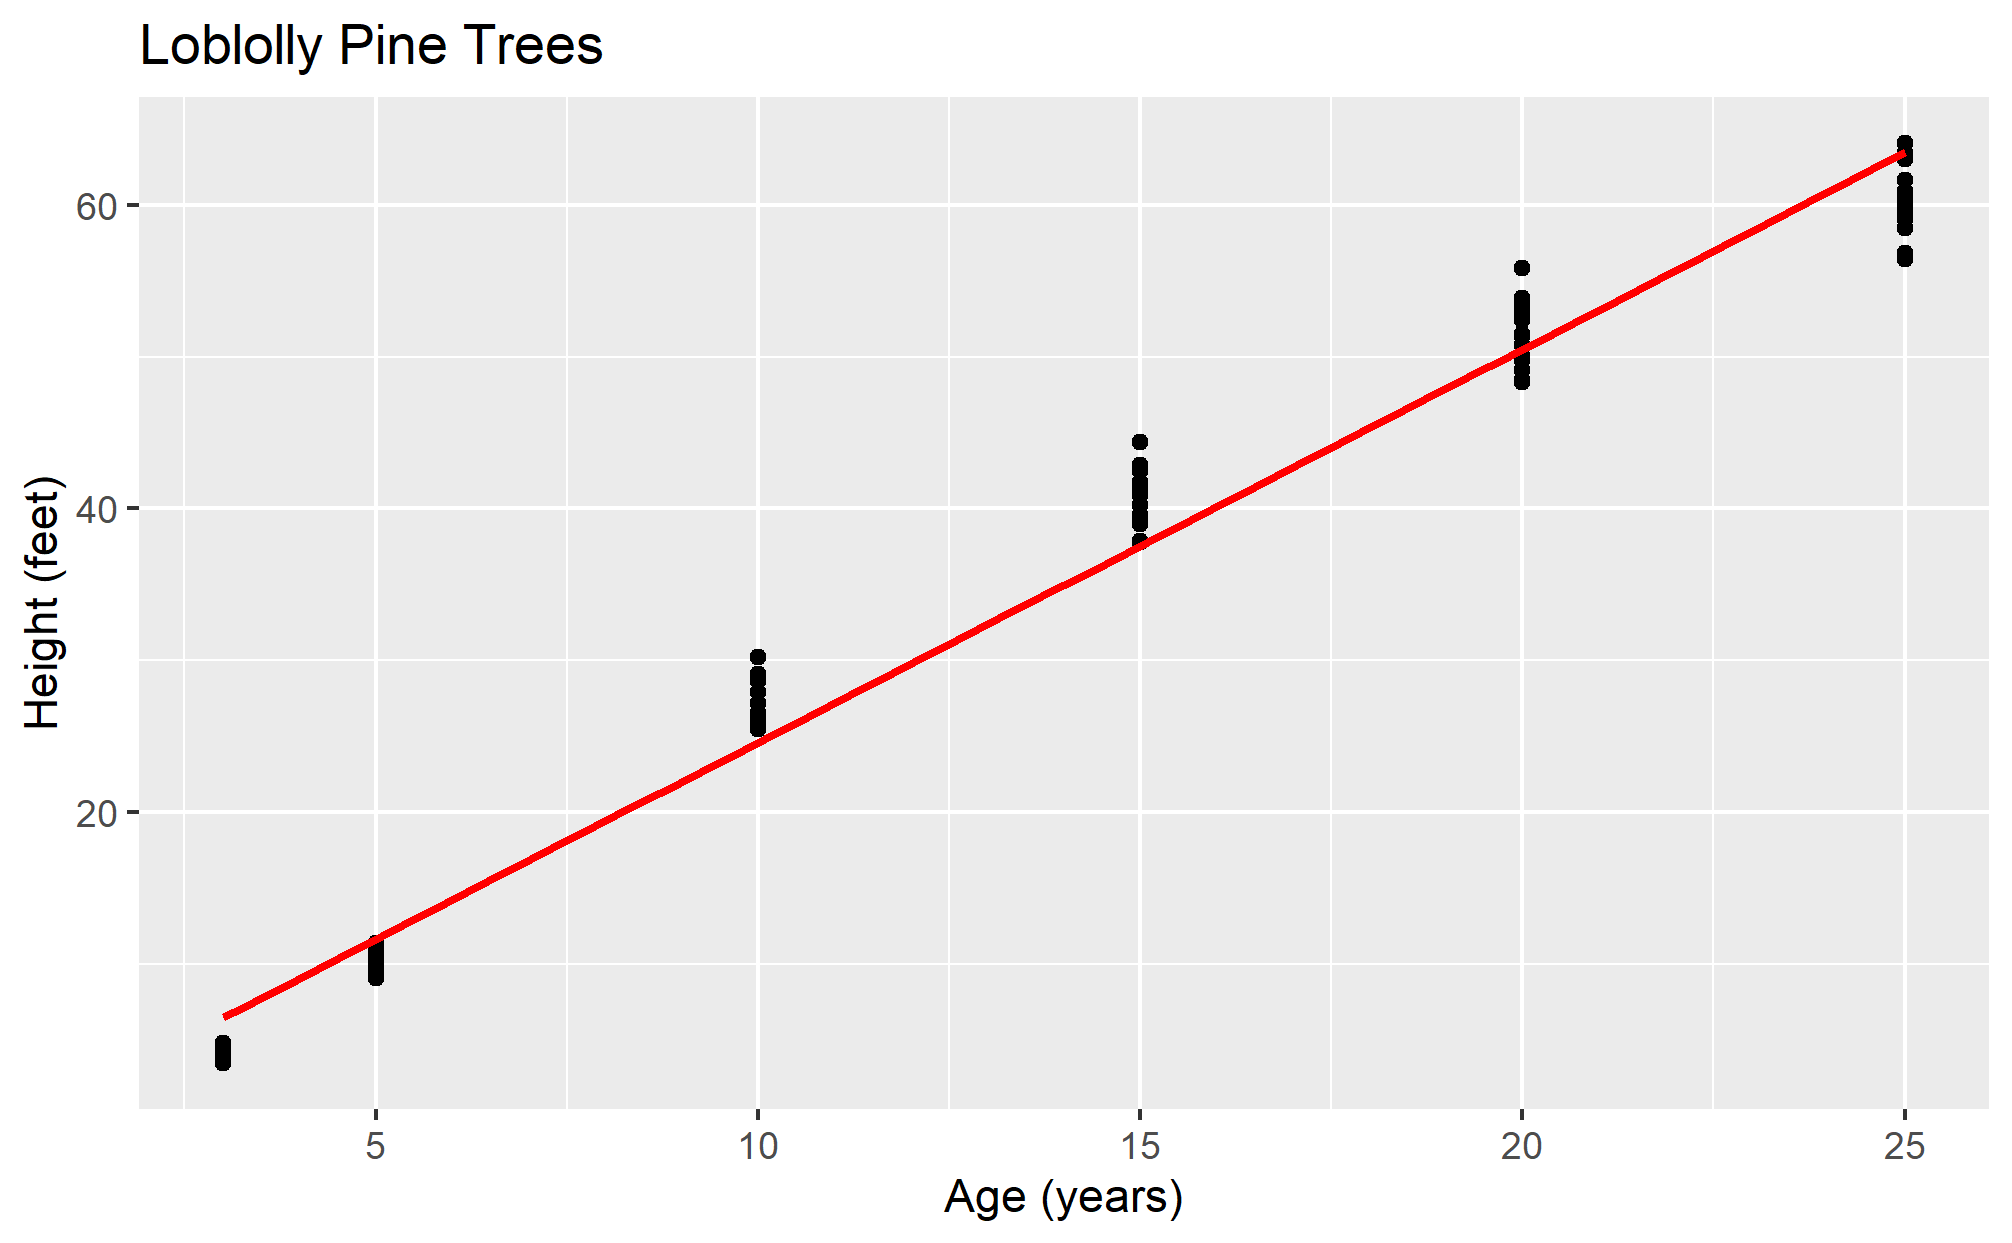 Loblolly Pine Trees
Height (feet)
60
40
20
5 10 15 20 25
Age (years)